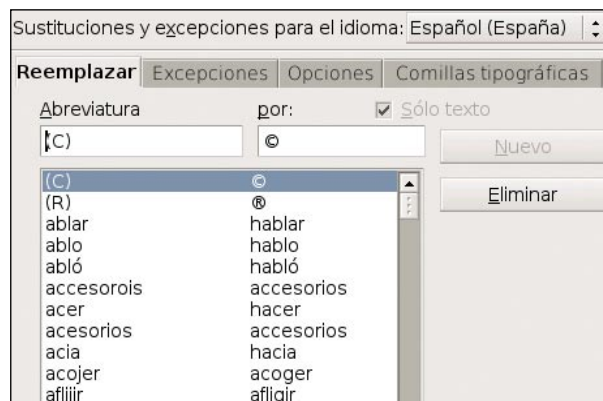 Sustituciones y excepciones para el idioma: Español (España)
Reemplazar Excepciones Opciones Comillas tipográficas
Abreviatura por: Sólo texto
(C) ©
Nuevo
(C) ©
Eliminar
(R) ®
ablar hablar
ablo hablo
abló habló
accesorois accesorios
acer hacer
acesorios accesorios
acia hacia
acojer acoger
aflijir afligir